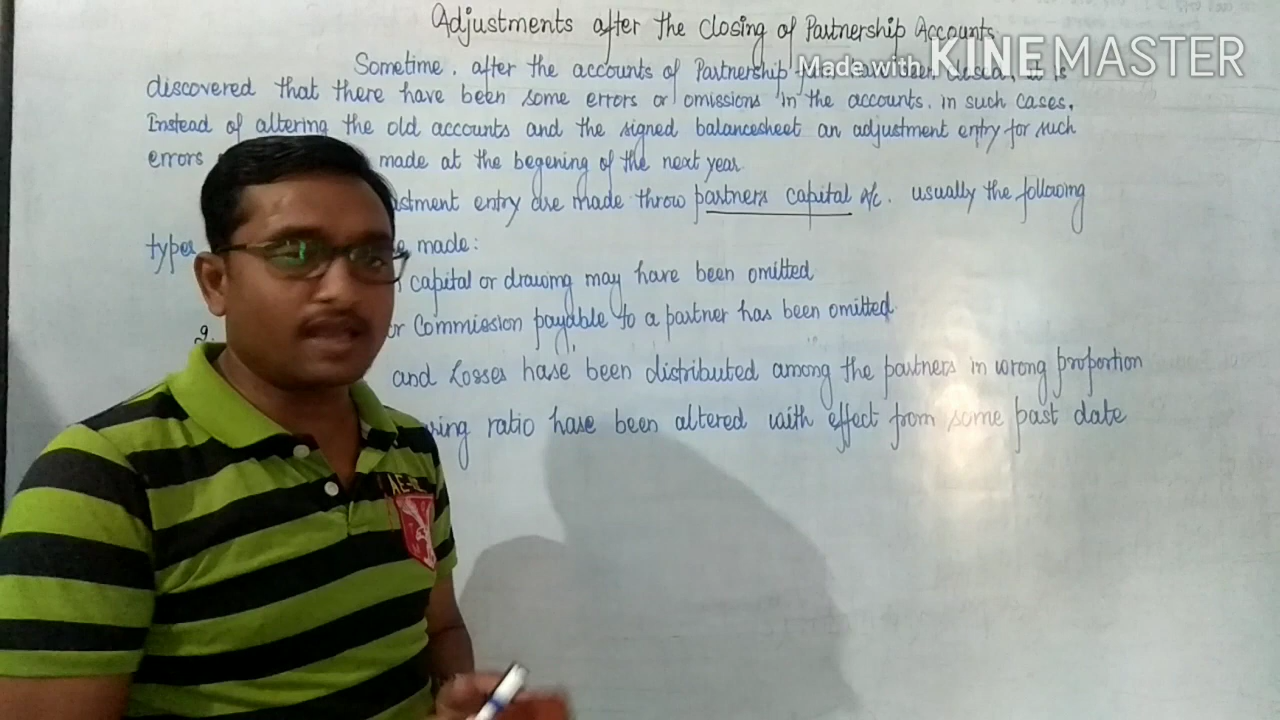 Adjustments after the closing of Partnership Accounts
Made with KINEMASTER
Sometime. after the accounts of Partnership
discovered that there have been some errors or omissions in the accounts. in such cases,
Instead of altering the old accounts and the signed balancesheet an adjustment entry for such
errors made at the begening of the next year.
entry are made throw partners capital a/c. usually the following
types made:
capital or drawing may have been omitted
2. or Commission payable to a partner has been omitted.
and Losses have been distributed among the partners in wrong proportion
ratio have been altered with effect from some past date